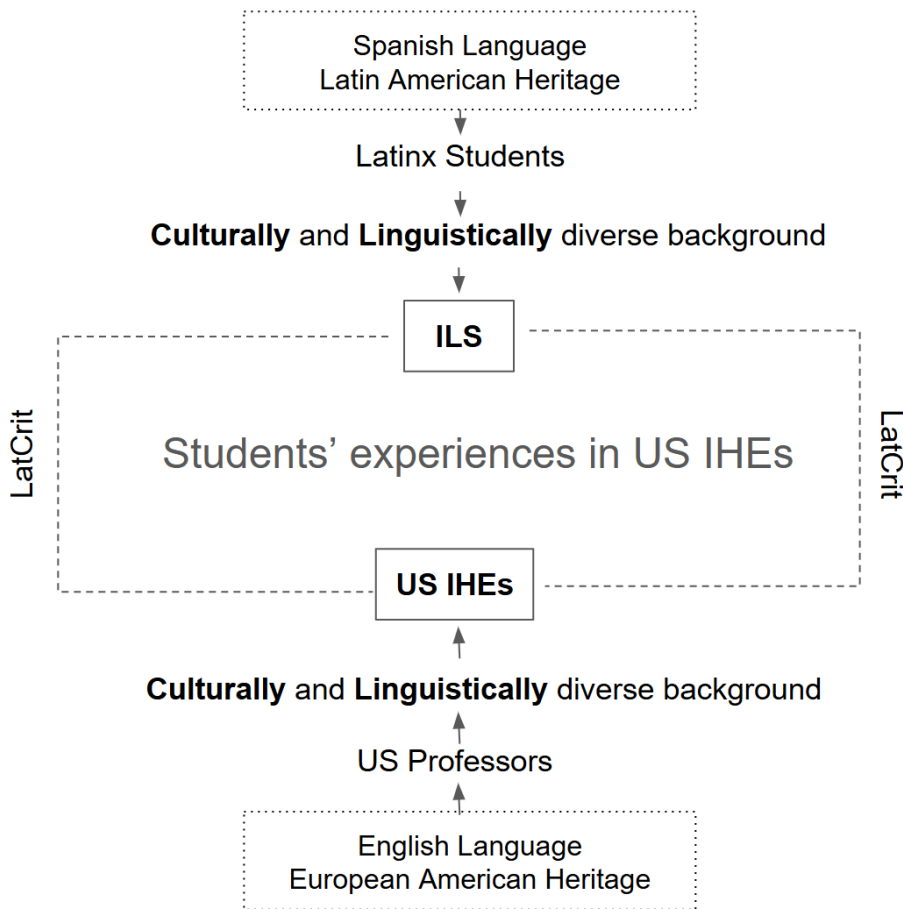 Spanish Language
Latin American Heritage
Latinx Students
Culturally and Linguistically diverse background
ILS
LatCrit
Students’ experiences in US IHEs
LatCrit
US IHEs
Culturally and Linguistically diverse background
US Professors
English Language
European American Heritage